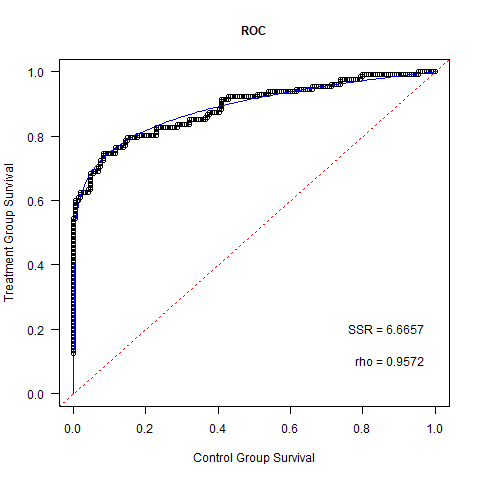 ROC
Treatment Group Survival
1.0
0.8
0.6
0.4
0.2
0.0
SSR = 6.6657
rho = 0.9572
0.0 0.2 0.4 0.6 0.8 1.0
Control Group Survival